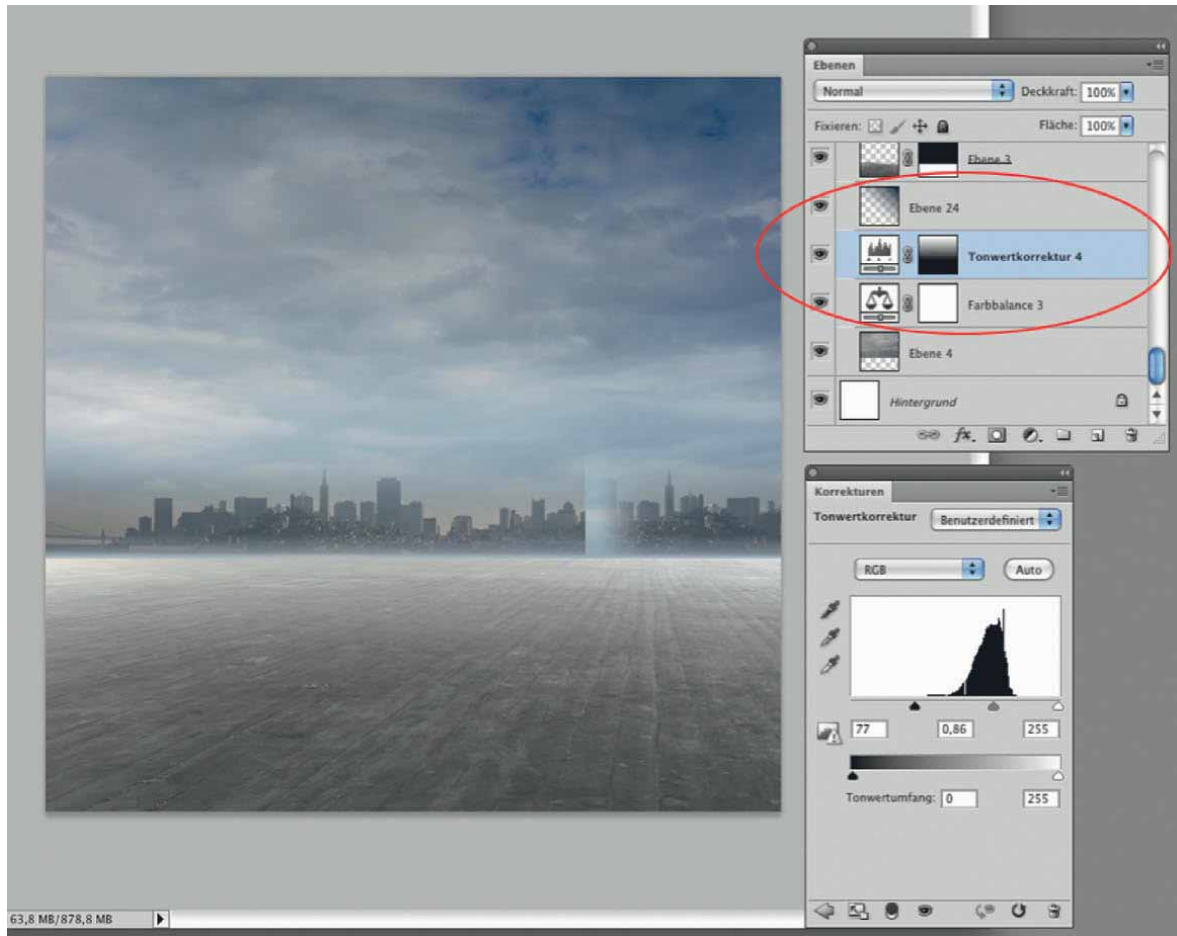 Ebenen
Normal Deckkraft: 100%
Fixieren: Fläche: 100%
Ebene 3
Ebene 24
Tonwertkorrektur 4
Farbbalance 3
Ebene 4
Hintergrund
fx.
Korrekturen
Tonwertkorrektur Benutzerdefiniert
RGB Auto
77 0,86 255
Tonwertumfang: 0 255
63,8 MB/878,8 MB